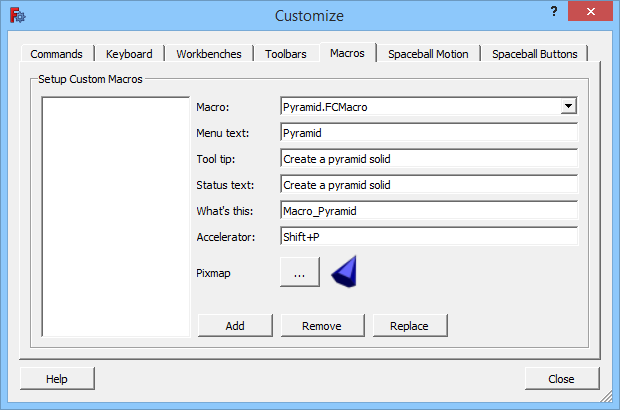 Customize
?
Commands Keyboard Workbenches Toolbars Macros Spaceball Motion Spaceball Buttons
Setup Custom Macros
Macro: Pyramid.FCMacro
Menu text: Pyramid
Tool tip: Create a pyramid solid
Status text: Create a pyramid solid
What's this: Macro_Pyramid
Accelerator: Shift+P
Pixmap ...
Add Remove Replace
Help Close